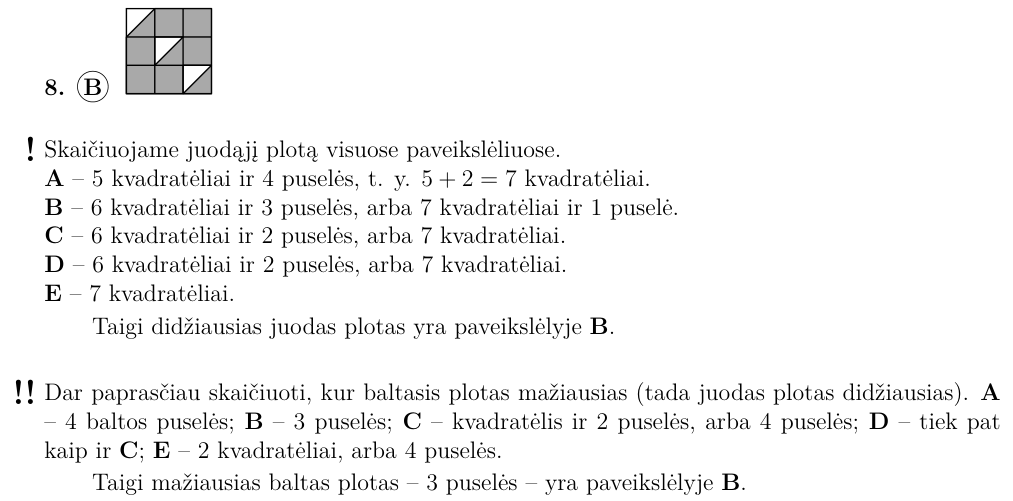 8. B
! Skaičiuojame juodąjį plotą visuose paveikslėliuose.
A – 5 kvadratėliai ir 4 puselės, t. y. 5 + 2 = 7 kvadratėliai.
B – 6 kvadratėliai ir 3 puselės, arba 7 kvadratėliai ir 1 puselė.
C – 6 kvadratėliai ir 2 puselės, arba 7 kvadratėliai.
D – 6 kvadratėliai ir 2 puselės, arba 7 kvadratėliai.
E – 7 kvadratėliai.
Taigi didžiausias juodas plotas yra paveikslėlyje B.
!! Dar paprasčiau skaičiuoti, kur baltasis plotas mažiausias (tada juodas plotas didžiausias). A
– 4 baltos puselės; B – 3 puselės; C – kvadratėlis ir 2 puselės, arba 4 puselės; D – tiek pat
kaip ir C; E – 2 kvadratėliai, arba 4 puselės.
Taigi mažiausias baltas plotas – 3 puselės – yra paveikslėlyje B.